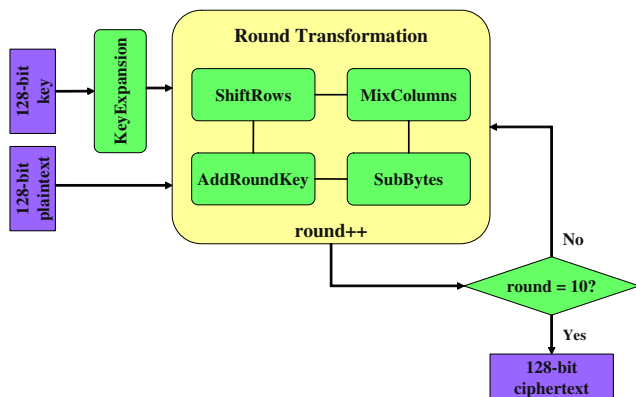 128-bit
key
KeyExpansion
128-bit
plaintext
Round Transformation
ShiftRows
MixColumns
AddRoundKey
SubBytes
round++
No
round = 10?
Yes
128-bit
ciphertext